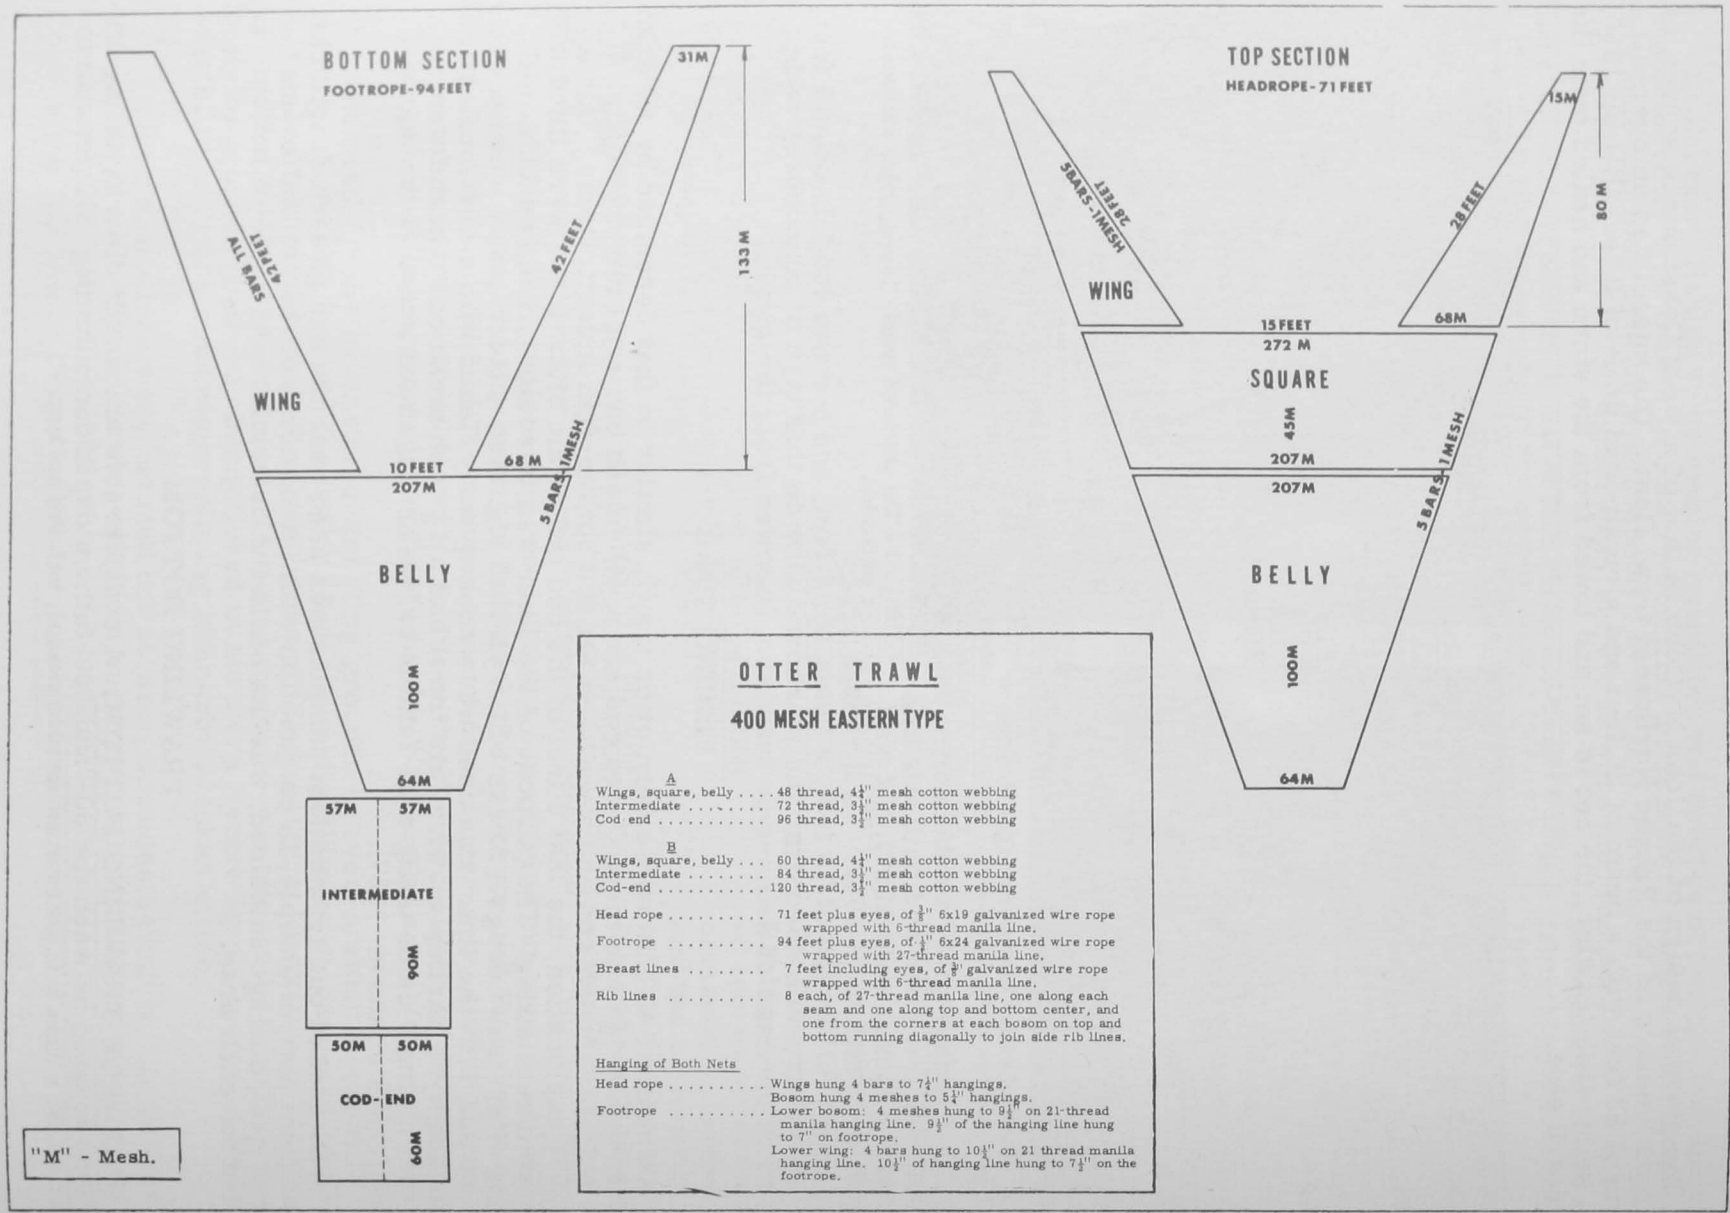 BOTTOM SECTION
FOOTROPE-94 FEET
31M
42 FEET
ALL BARS
42 FEET
133 M
WING
10 FEET
68 M
5 BARS-1MESH
207M
BELLY
100M
64M
57M 57M
INTERMEDIATE
90M
50M 50M
COD-END
60M
"M" - Mesh.
TOP SECTION
HEADROPE-71 FEET
15M
28 FEET
5BARS-1MESH
28 FEET
80 M
WING
68M
15 FEET
272 M
SQUARE
45M
207M
5 BARS-1MESH
207M
BELLY
100M
64M
OTTER TRAWL
400 MESH EASTERN TYPE
A
Wings, square, belly .... 48 thread, 4¼" mesh cotton webbing
Intermediate ........ 72 thread, 3½" mesh cotton webbing
Cod end ........... 96 thread, 3½" mesh cotton webbing
B
Wings, square, belly ... 60 thread, 4¼" mesh cotton webbing
Intermediate ........ 84 thread, 3½" mesh cotton webbing
Cod-end ........... 120 thread, 3½" mesh cotton webbing
Head rope .......... 71 feet plus eyes, of ⅜" 6x19 galvanized wire rope
wrapped with 6-thread manila line.
Footrope .......... 94 feet plus eyes, of ½" 6x24 galvanized wire rope
wrapped with 27-thread manila line.
Breast lines ........ 7 feet including eyes, of ⅜" galvanized wire rope
wrapped with 6-thread manila line.
Rib lines .......... 8 each, of 27-thread manila line, one along each
seam and one along top and bottom center, and
one from the corners at each bosom on top and
bottom running diagonally to join side rib lines.
Hanging of Both Nets
Head rope .......... Wings hung 4 bars to 7¼" hangings.
Bosom hung 4 meshes to 5¼" hangings.
Footrope .......... Lower bosom: 4 meshes hung to 9½" on 21-thread
manila hanging line. 9½" of the hanging line hung
to 7" on footrope.
Lower wing: 4 bars hung to 10½" on 21 thread manila
hanging line. 10½" of hanging line hung to 7½" on the
footrope.